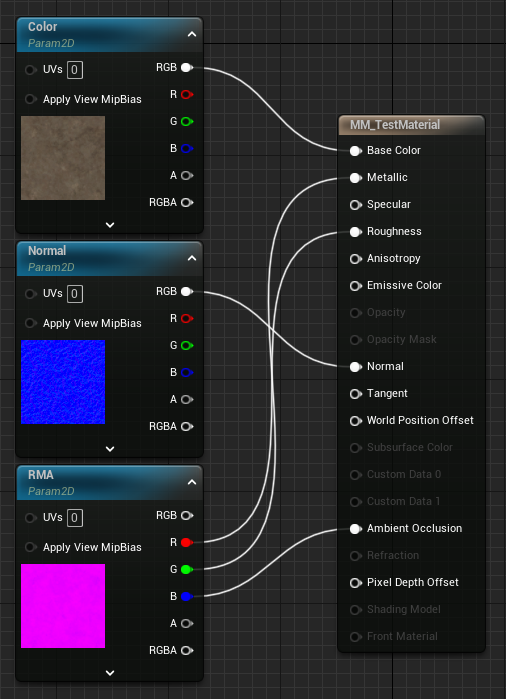 Color
Param2D
UVs 0
Apply View MipBias
RGB
R
G
B
A
RGBA
Normal
Param2D
UVs 0
Apply View MipBias
RGB
R
G
B
A
RGBA
RMA
Param2D
UVs 0
Apply View MipBias
RGB
R
G
B
A
RGBA
MM_TestMaterial
Base Color
Metallic
Specular
Roughness
Anisotropy
Emissive Color
Opacity
Opacity Mask
Normal
Tangent
World Position Offset
Subsurface Color
Custom Data 0
Custom Data 1
Ambient Occlusion
Refraction
Pixel Depth Offset
Shading Model
Front Material